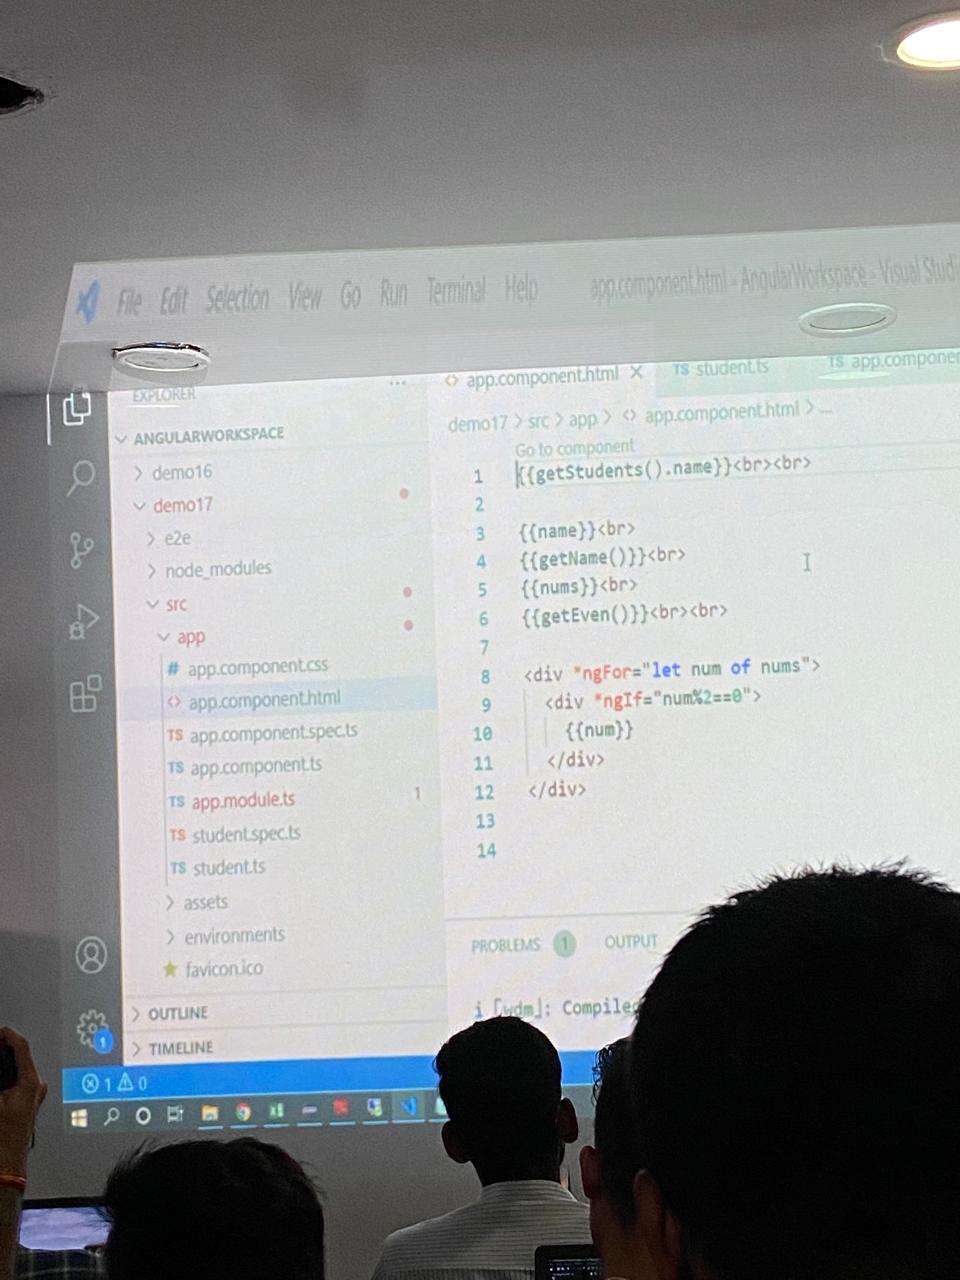 File Edit Selection View Go Run Terminal Help app.component.html - AngularWorkspace - Visual Studi
EXPLORER ...
app.component.html X TS student.ts TS app.componen
demo17 > src > app > <> app.component.html > ...
ANGULARWORKSPACE
demo16
demo17
e2e
node_modules
src
app
# app.component.css
<> app.component.html
TS app.component.spec.ts
TS app.component.ts
TS app.module.ts 1
TS student.spec.ts
TS student.ts
assets
environments
favicon.ico
OUTLINE
TIMELINE
Go to component
1 {{getStudents().name}}<br><br>
2
3 {{name}}<br>
4 {{getName()}}<br>
5 {{nums}}<br>
6 {{getEven()}}<br><br>
7
8 <div *ngFor="let num of nums">
9 <div *ngIf="num%2==0">
10 {{num}}
11 </div>
12 </div>
13
14
PROBLEMS 1 OUTPUT
i [wdm]: Compiled
1
1 0